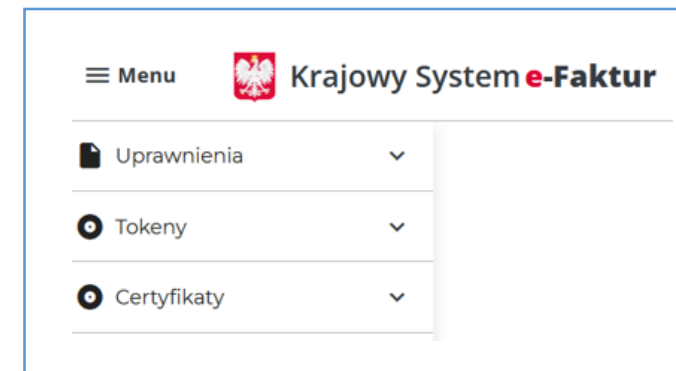 Menu
Krajowy System e-Faktur
Uprawnienia
Tokeny
Certyfikaty